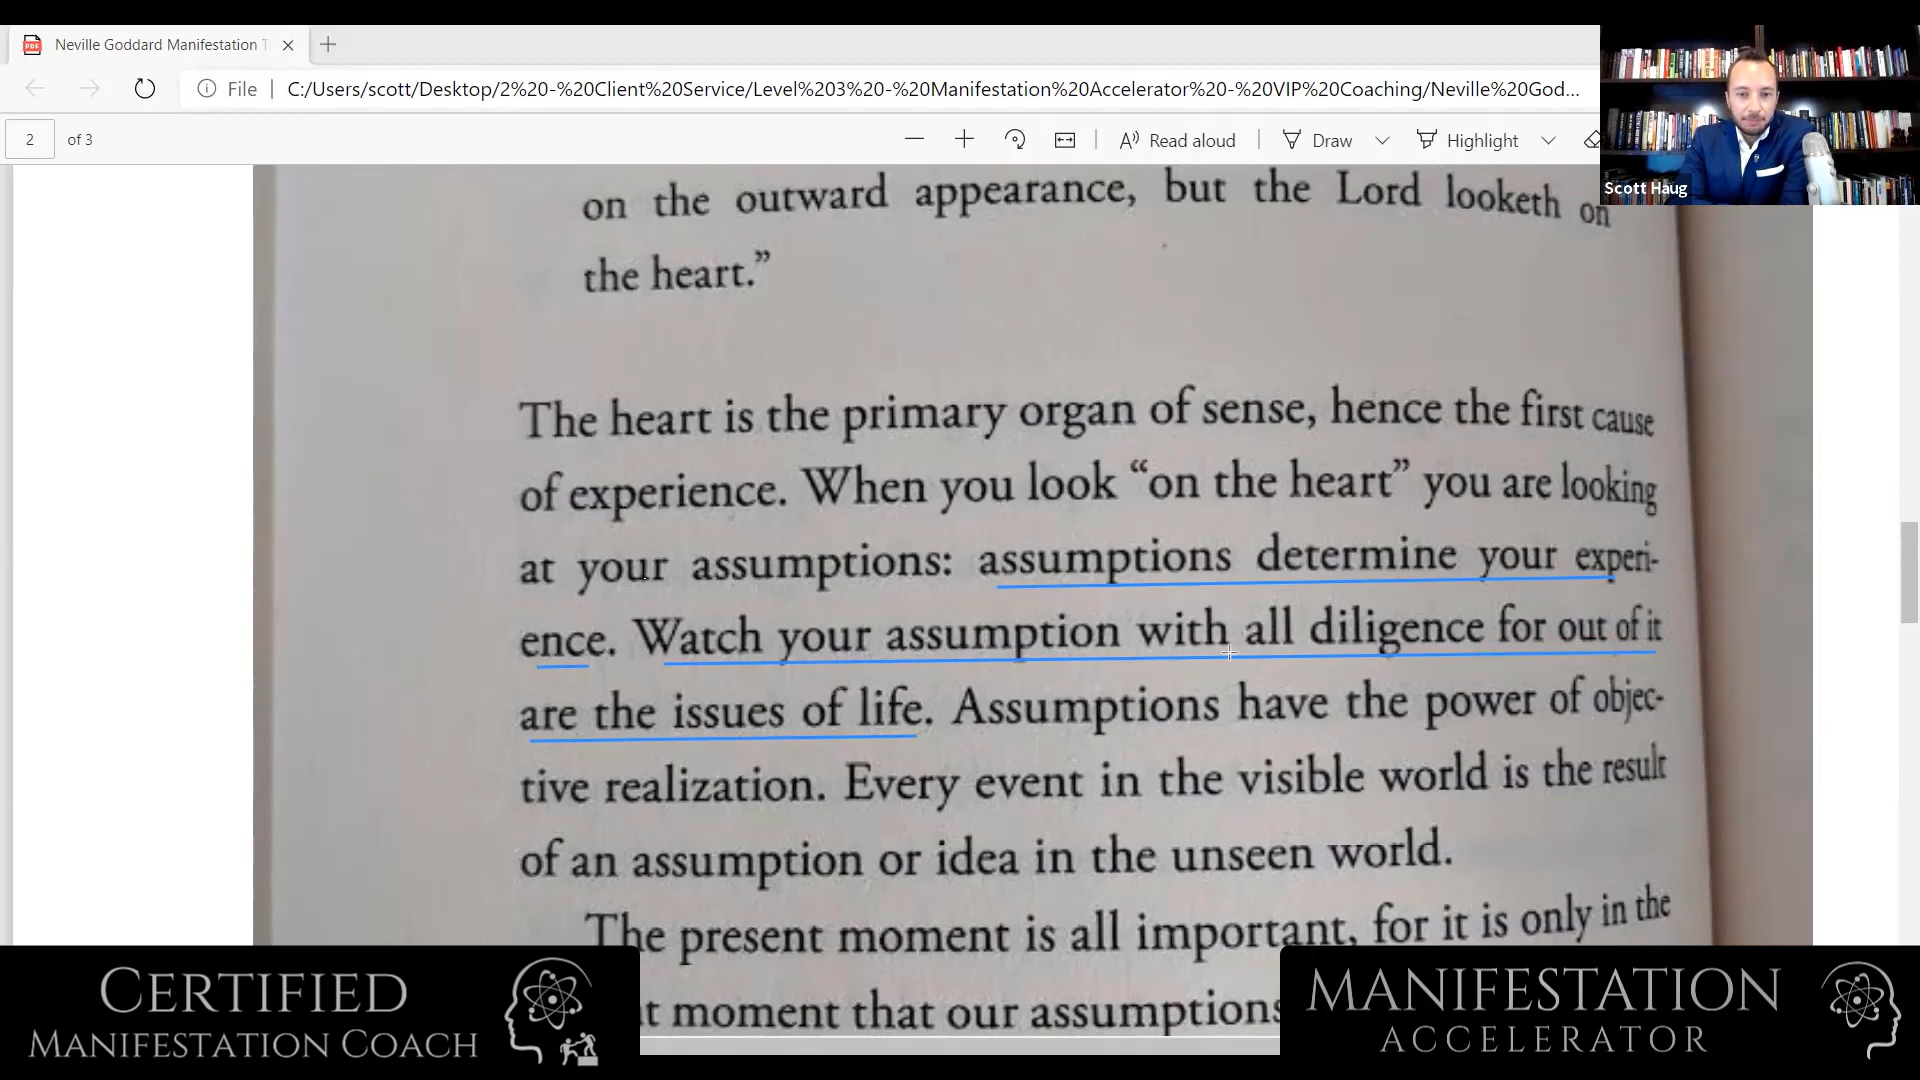 Neville Goddard Manifestation T
File
C:/Users/scott/Desktop/2%20-%20Client%20Service/Level%203%20-%20Manifestation%20Accelerator%20-%20VIP%20Coaching/Neville%20God...
2 of 3
Read aloud
Draw
Highlight
Scott Haug
on the outward appearance, but the Lord looketh on
the heart.”
The heart is the primary organ of sense, hence the first cause
of experience. When you look “on the heart” you are looking
at your assumptions: assumptions determine your experi-
ence. Watch your assumption with all diligence for out of it
are the issues of life. Assumptions have the power of objec-
tive realization. Every event in the visible world is the result
of an assumption or idea in the unseen world.
The present moment is all important, for it is only in the
moment that our assumptions
CERTIFIED
MANIFESTATION COACH
MANIFESTATION
ACCELERATOR